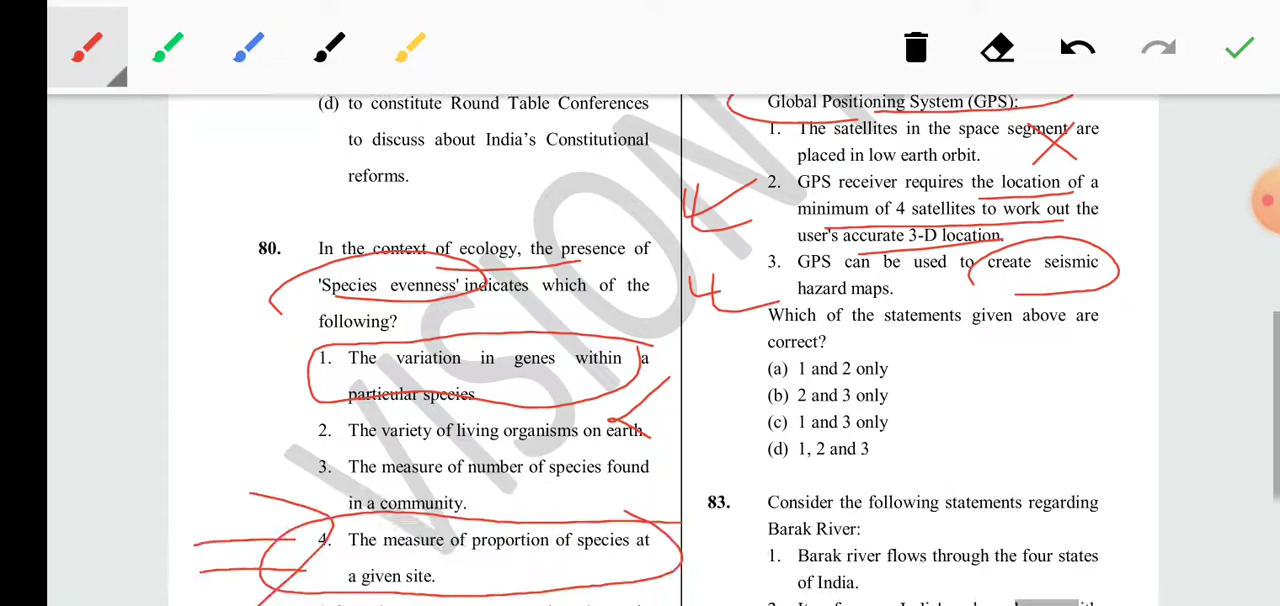 (d) to constitute Round Table Conferences
to discuss about India's Constitutional
reforms.
80. In the context of ecology, the presence of
'Species evenness' indicates which of the
following?
1. The variation in genes within a
particular species.
2. The variety of living organisms on earth.
3. The measure of number of species found
in a community.
4. The measure of proportion of species at
a given site.
Global Positioning System (GPS):
1. The satellites in the space segment are
placed in low earth orbit.
2. GPS receiver requires the location of a
minimum of 4 satellites to work out the
user's accurate 3-D location.
3. GPS can be used to create seismic
hazard maps.
Which of the statements given above are
correct?
(a) 1 and 2 only
(b) 2 and 3 only
(c) 1 and 3 only
(d) 1, 2 and 3
83. Consider the following statements regarding
Barak River:
1. Barak river flows through the four states
of India.
VISION